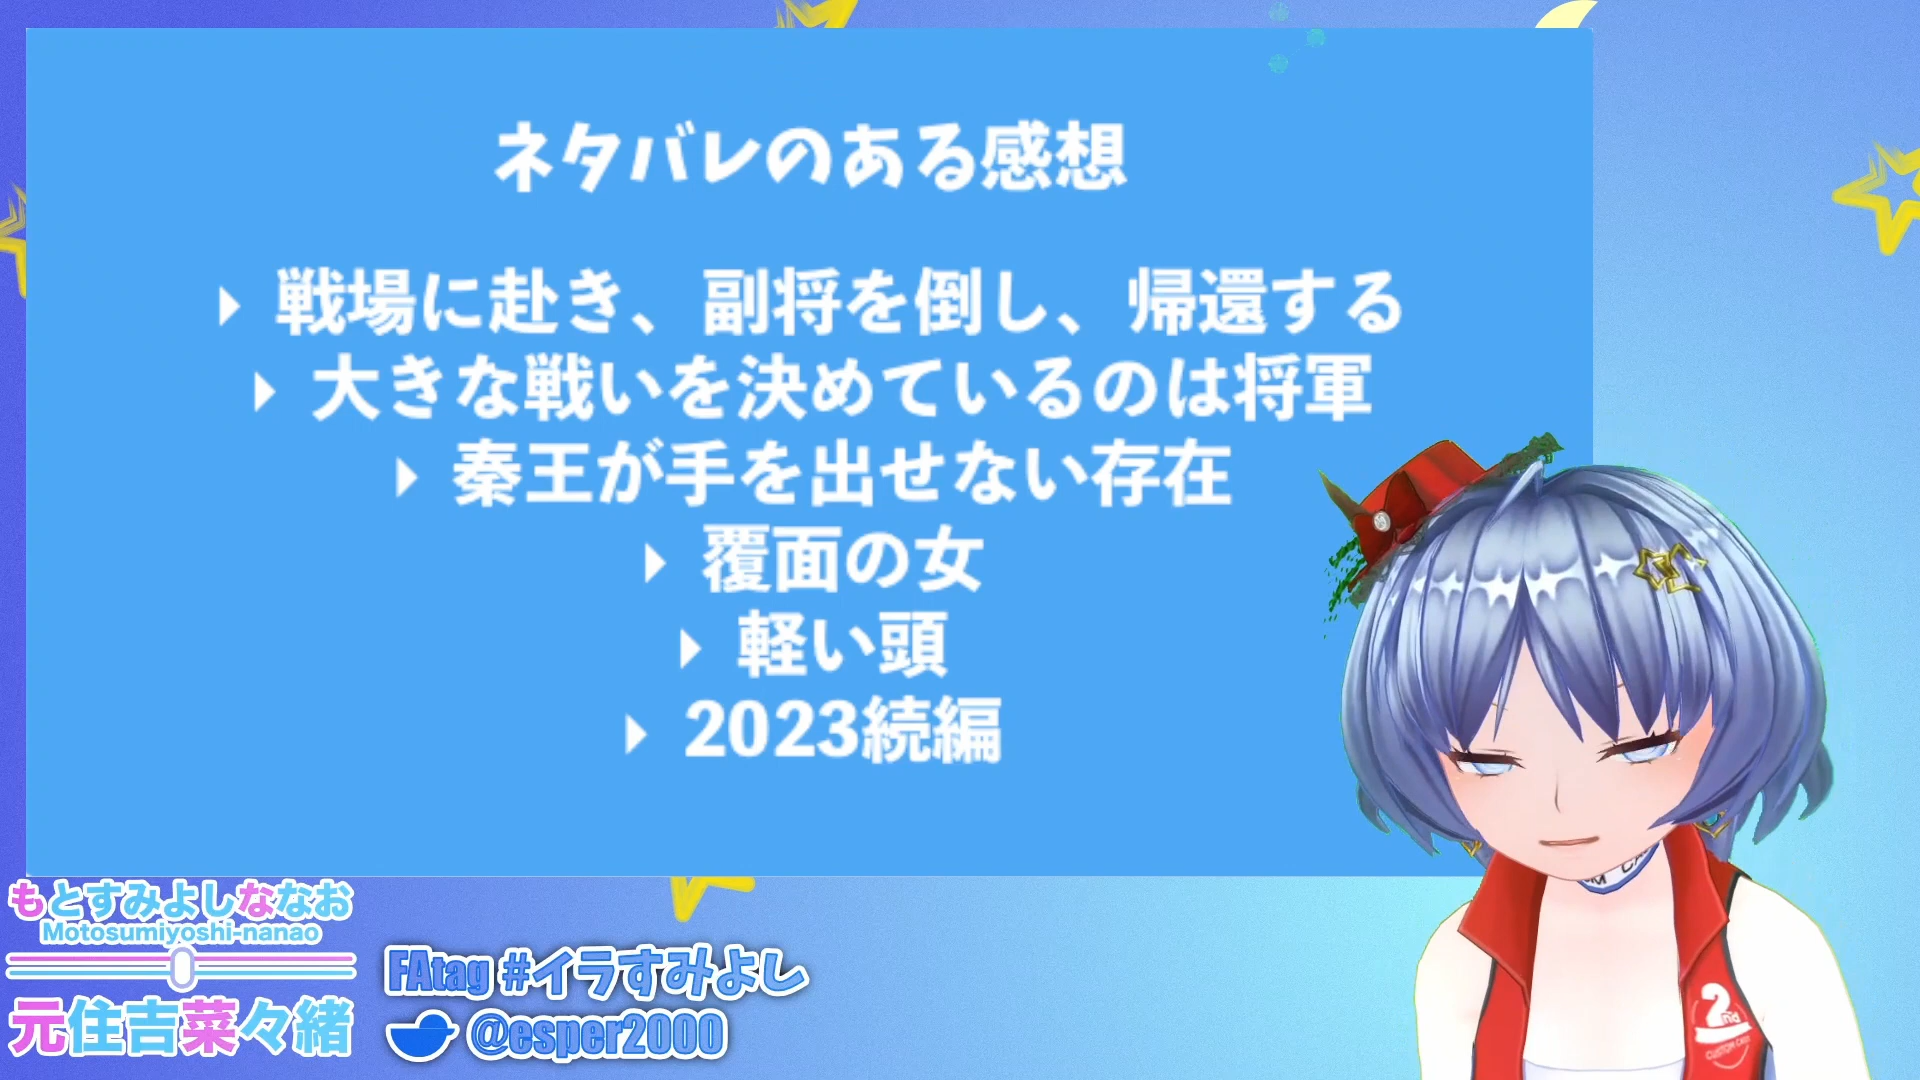 ネタバレのある感想
戦場に赴き、副将を倒し、帰還する
大きな戦いを決めているのは将軍
秦王が手を出せない存在
覆面の女
軽い頭
2023続編
もとすみよしななお
Motosumiyoshi-nanao
元住吉菜々緒
FAtag #イラすみよし
@esper2000
2nd
CUSTOM CAST